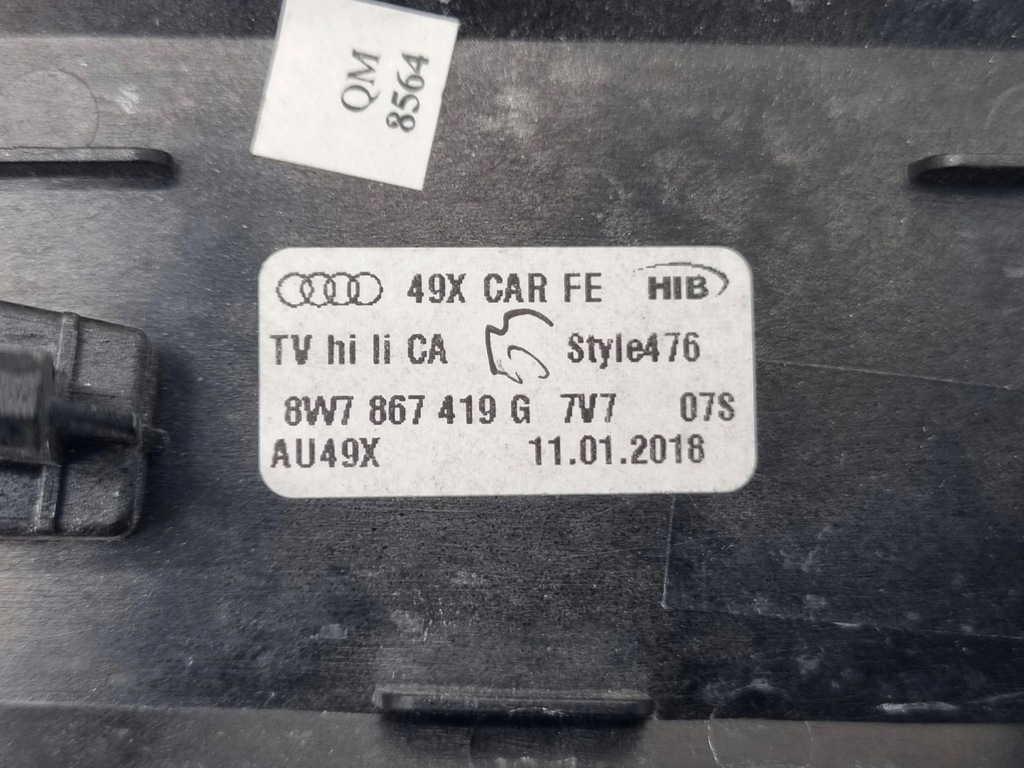 QM
8564
49X CAR FE HIB
TV hi li CA Style476
8W7 867 419 G 7V7 07S
AU49X 11.01.2018